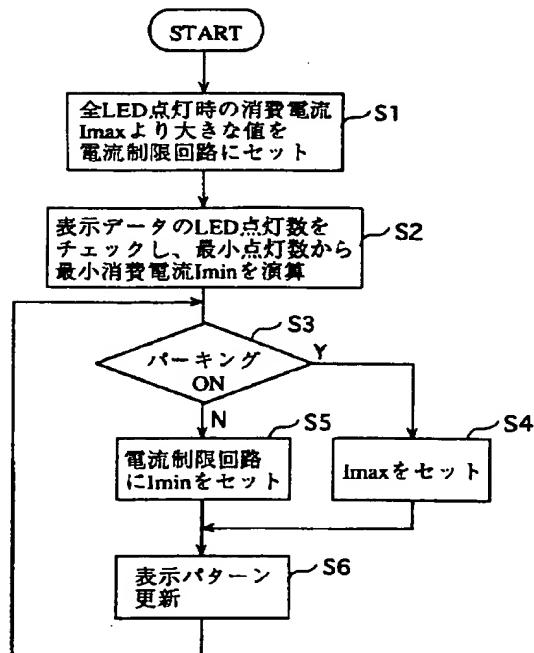 START
全LED点灯時の消費電流
Imaxより大きな値を
電流制限回路にセット
S1
表示データのLED点灯数を
チェックし、最小点灯数から
最小消費電流Iminを演算
S2
S3
パーキング
ON
Y
N
S5
電流制限回路
にIminをセット
S4
Imaxをセット
表示パターン
更新
S6